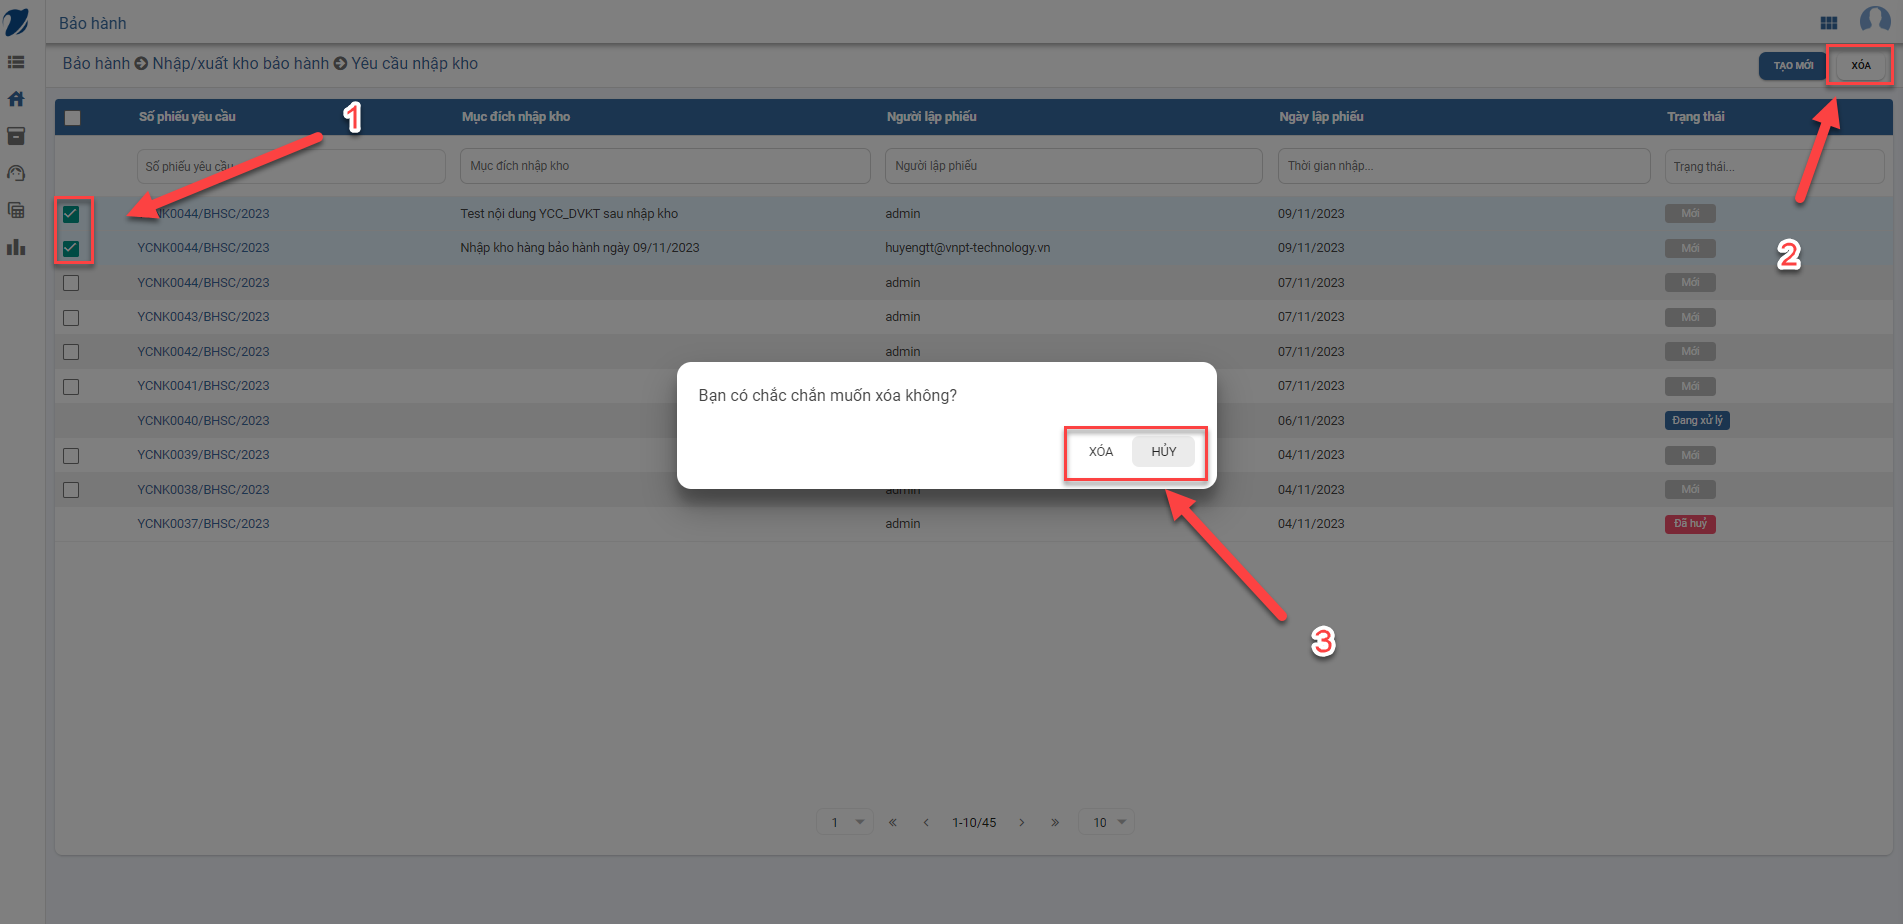 Bảo hành
Bảo hành Nhập/xuất kho bảo hành Yêu cầu nhập kho
TẠO MỚI XÓA
Số phiếu yêu cầu Mục đích nhập kho Người lập phiếu Ngày lập phiếu Trạng thái
1
Số phiếu yêu cầu Mục đích nhập kho Người lập phiếu Thời gian nhập... Trạng thái...
YCNK0044/BHSC/2023 Test nội dung YCC_DVKT sau nhập kho admin 09/11/2023 Mới
YCNK0044/BHSC/2023 Nhập kho hàng bảo hành ngày 09/11/2023 huyengtt@vnpt-technology.vn 09/11/2023 Mới
2
YCNK0044/BHSC/2023 admin 07/11/2023 Mới
YCNK0043/BHSC/2023 admin 07/11/2023 Mới
YCNK0042/BHSC/2023 admin 07/11/2023 Mới
YCNK0041/BHSC/2023 07/11/2023 Mới
Bạn có chắc chắn muốn xóa không?
YCNK0040/BHSC/2023 06/11/2023 Đang xử lý
XÓA HỦY
YCNK0039/BHSC/2023 04/11/2023 Mới
YCNK0038/BHSC/2023 admin 04/11/2023 Mới
YCNK0037/BHSC/2023 admin 04/11/2023 Đã huỷ
3
1 « ‹ 1-10/45 › » 10